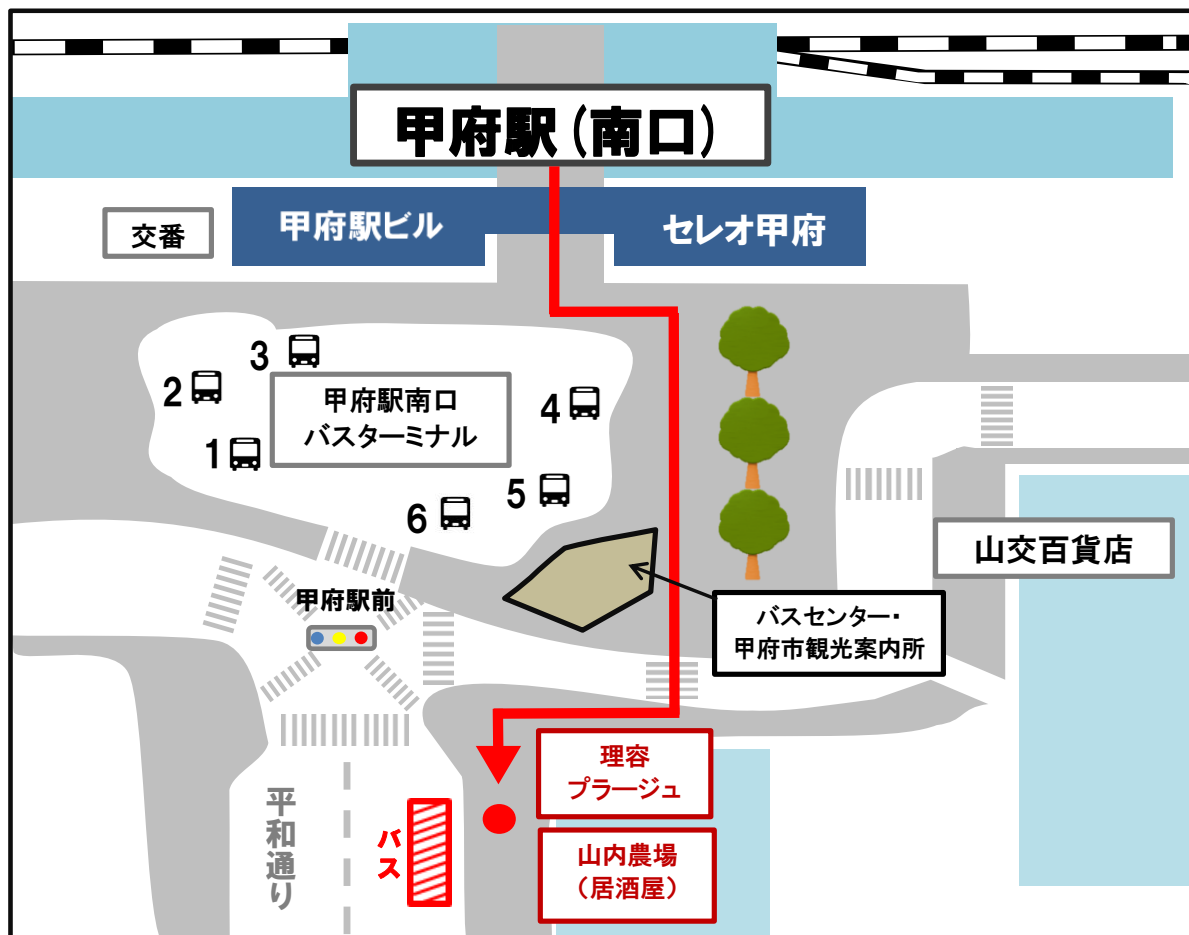 甲府駅(南口)
交番
甲府駅ビル
セレオ甲府
3
2
甲府駅南口
バスターミナル
4
1
5
6
山交百貨店
甲府駅前
バスセンター・
甲府市観光案内所
理容
プラージュ
平和通り
バス
山内農場
(居酒屋)